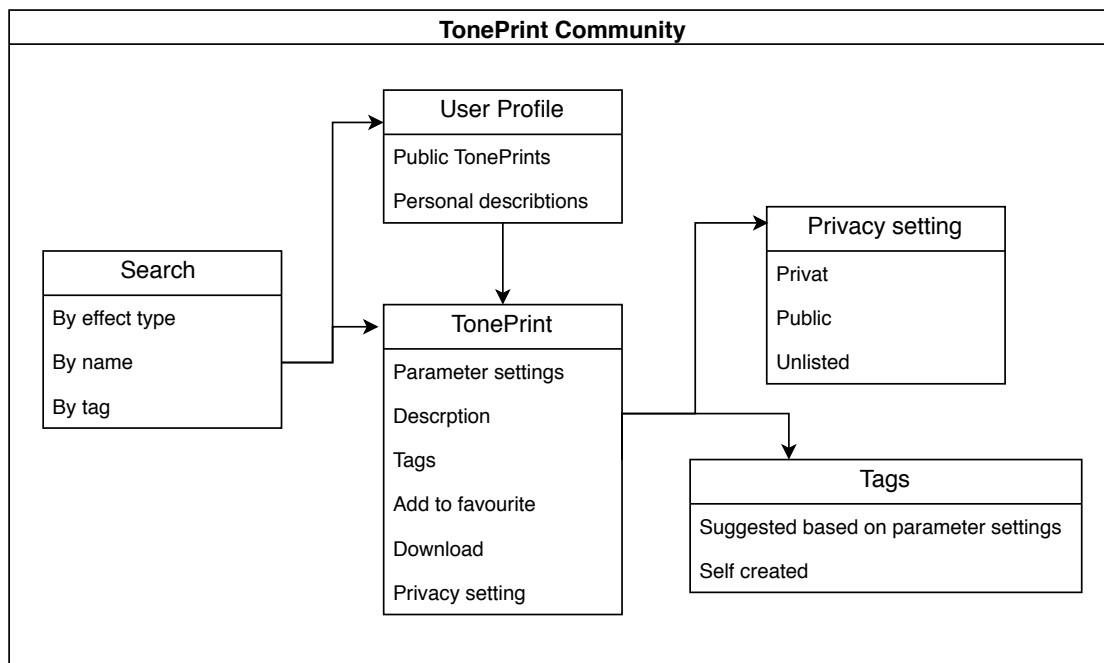 TonePrint Community
User Profile
Public TonePrints
Personal describtions
Search
By effect type
By name
By tag
TonePrint
Parameter settings
Descrption
Tags
Add to favourite
Download
Privacy setting
Privacy setting
Privat
Public
Unlisted
Tags
Suggested based on parameter settings
Self created